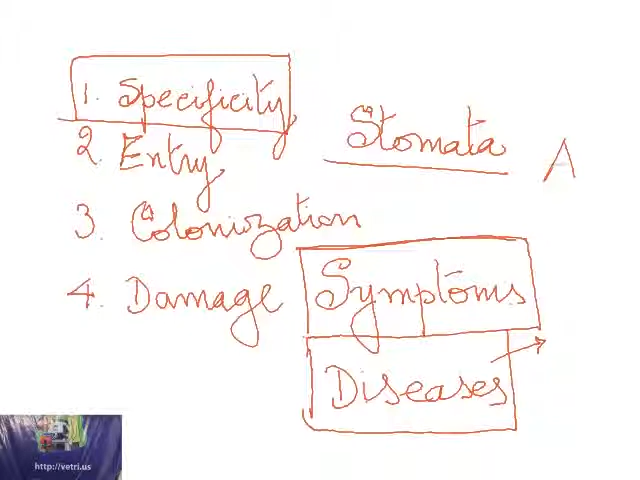 1. Specificity
2. Entry
Stomata A
3. Colonization
4. Damage
Symptoms
Diseases
http://vetri.us